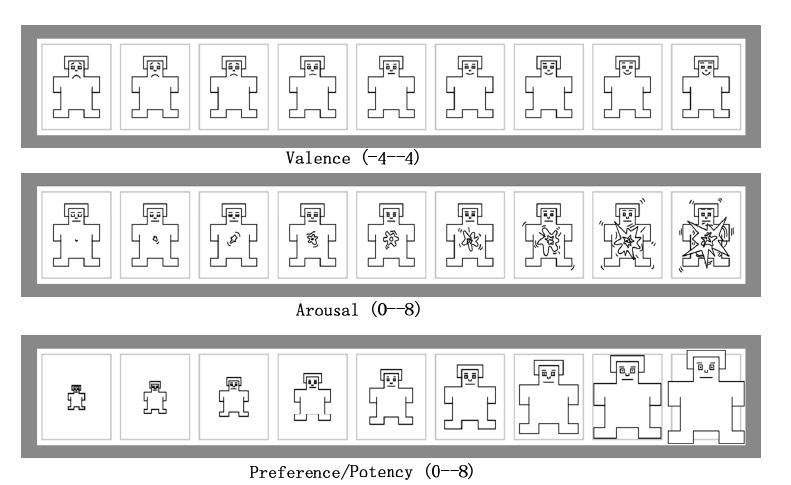 Valence (-4--4)
Arousal (0--8)
Preference/Potency (0--8)